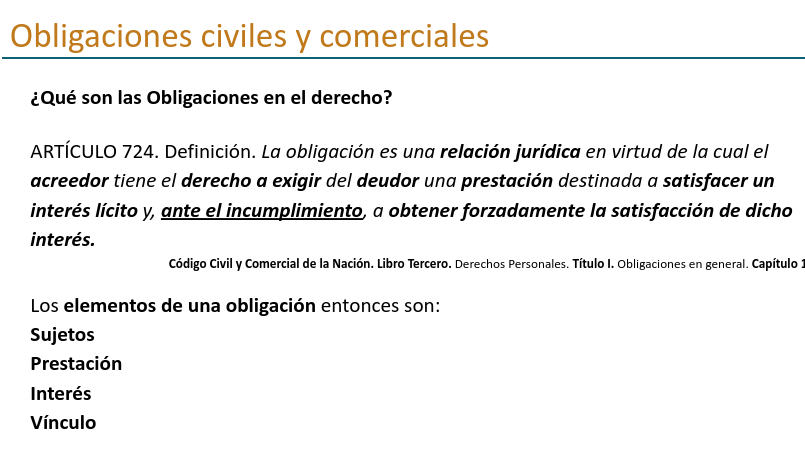 Obligaciones civiles y comerciales
¿Qué son las Obligaciones en el derecho?
ARTÍCULO 724. Definición. La obligación es una relación jurídica en virtud de la cual el
acreedor tiene el derecho a exigir del deudor una prestación destinada a satisfacer un
interés lícito y, ante el incumplimiento, a obtener forzadamente la satisfacción de dicho
interés.
Código Civil y Comercial de la Nación. Libro Tercero. Derechos Personales. Título I. Obligaciones en general. Capítulo 1
Los elementos de una obligación entonces son:
Sujetos
Prestación
Interés
Vínculo